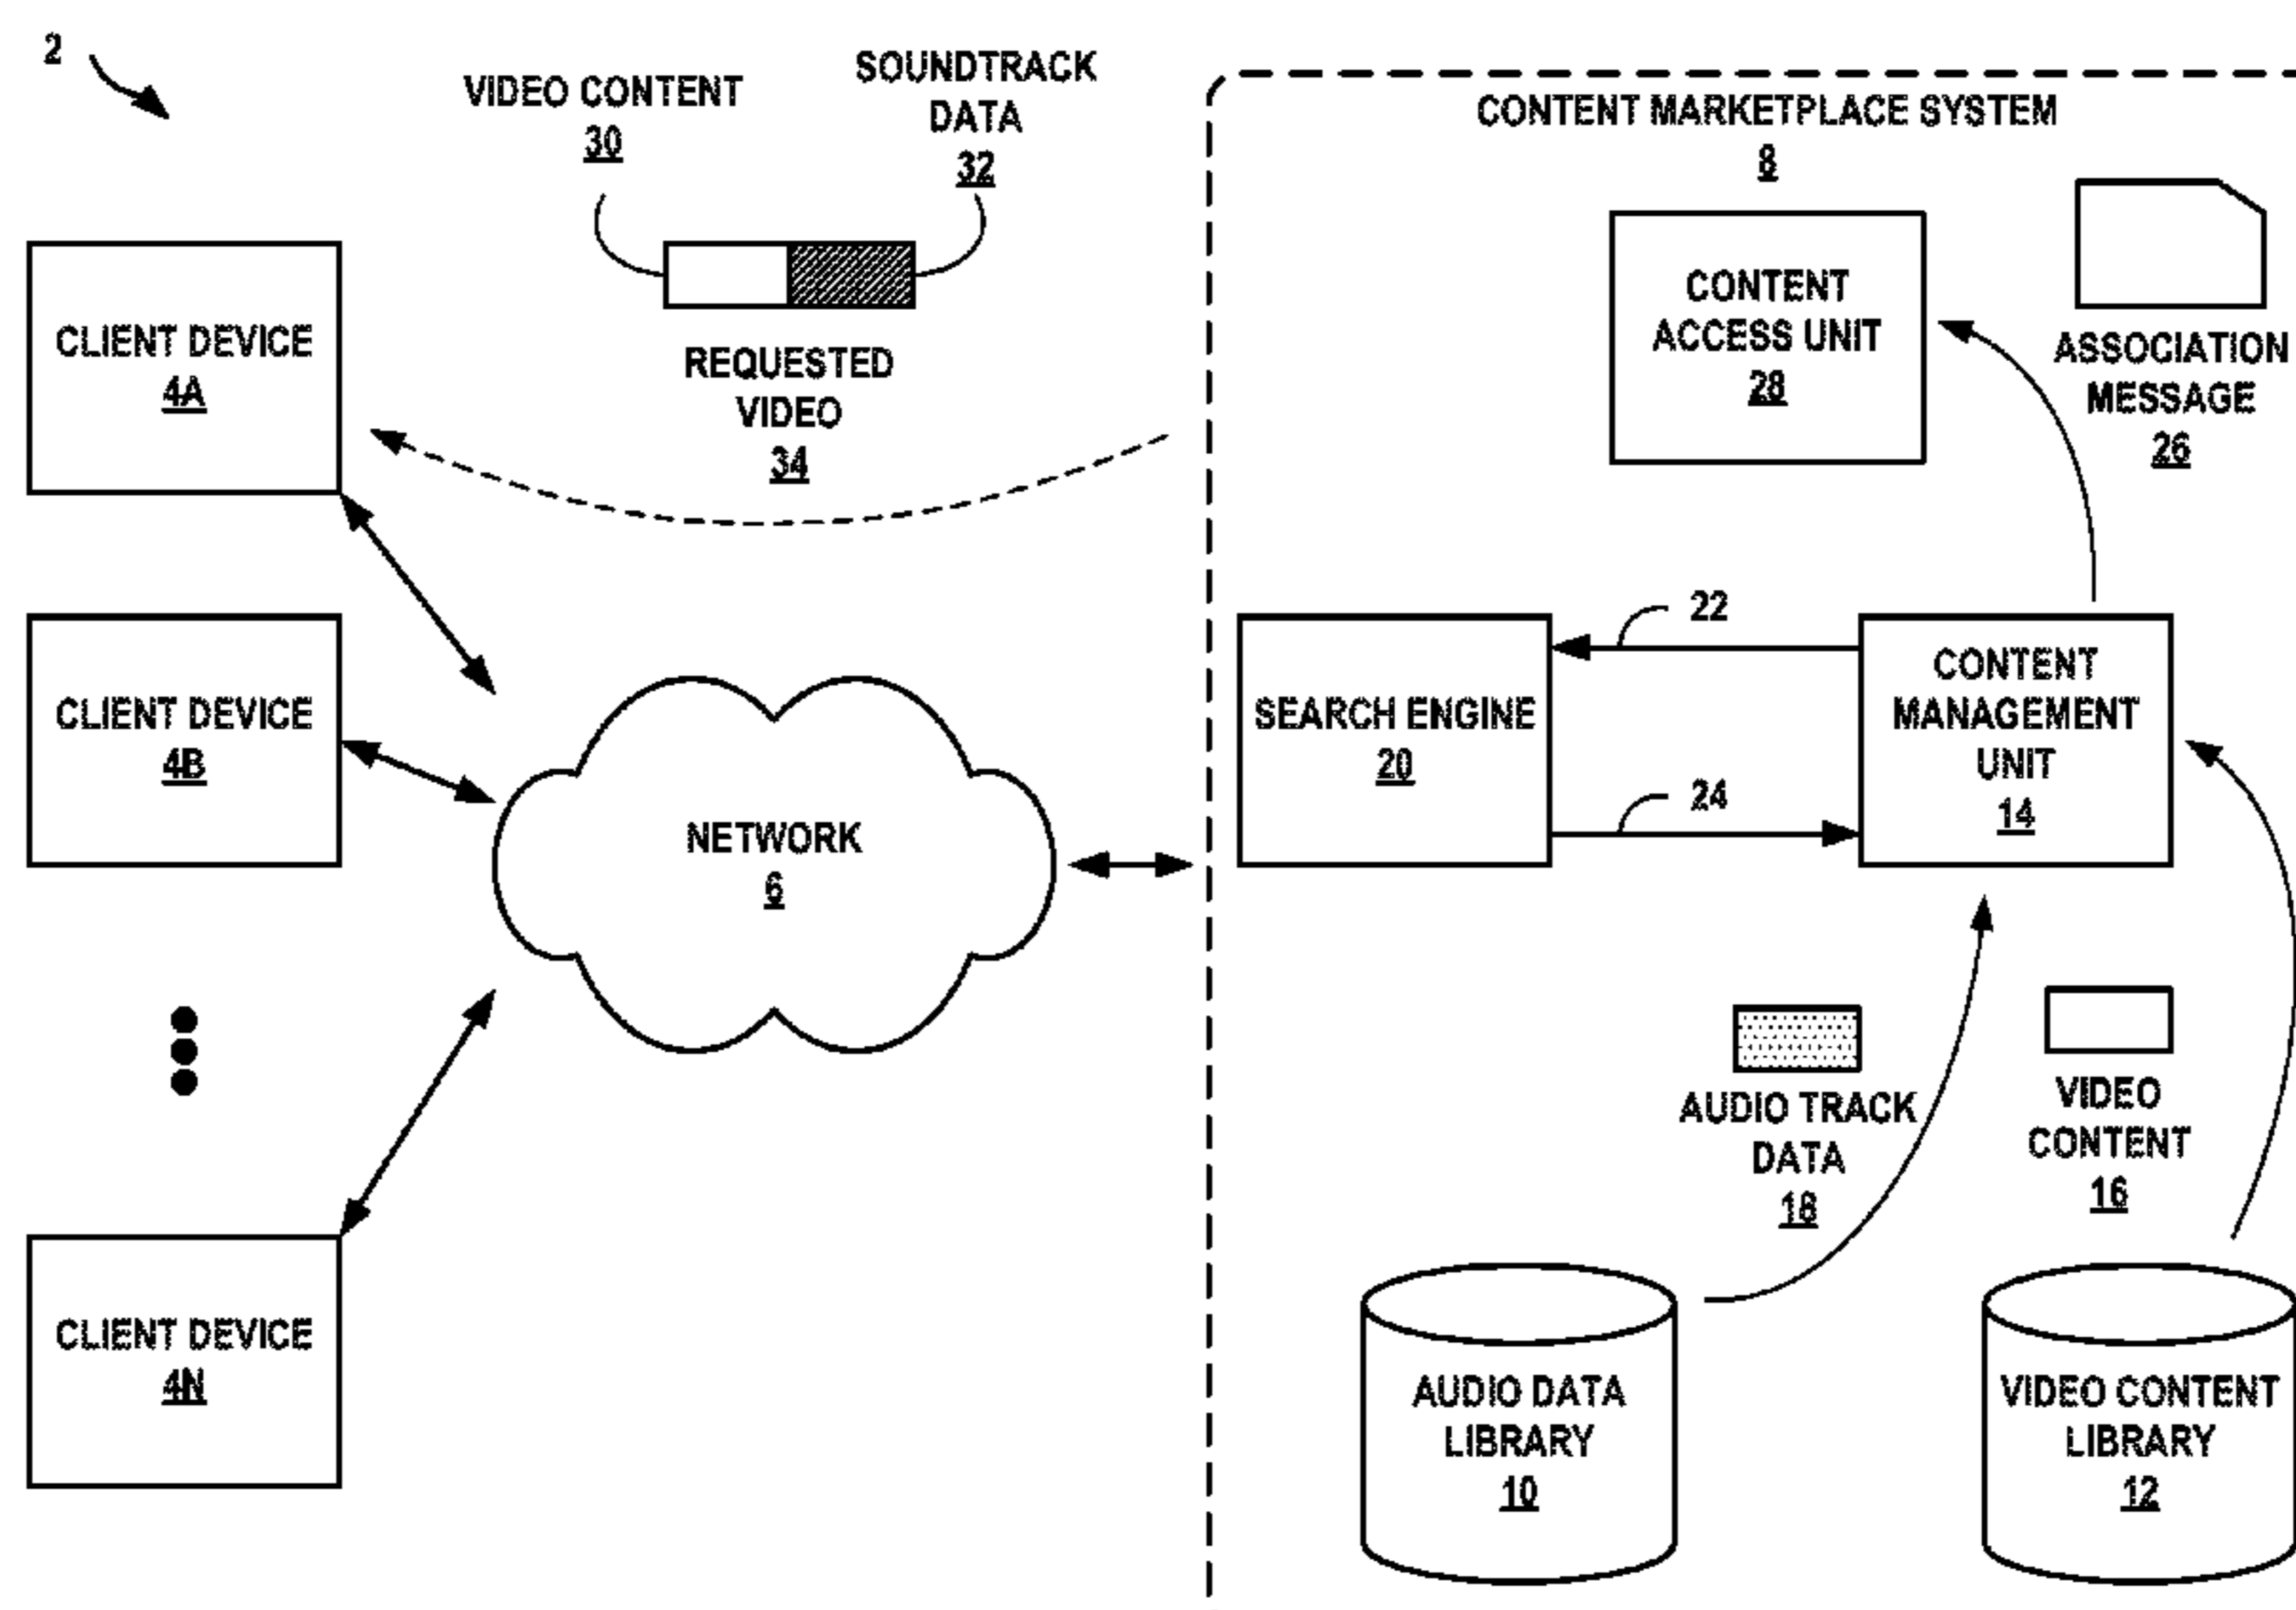 2
VIDEO CONTENT
30
SOUNDTRACK
DATA
32
REQUESTED
VIDEO
34
CLIENT DEVICE
4A
CLIENT DEVICE
4B
CLIENT DEVICE
4N
NETWORK
6
CONTENT MARKETPLACE SYSTEM
8
CONTENT
ACCESS UNIT
28
ASSOCIATION
MESSAGE
26
SEARCH ENGINE
20
22
24
CONTENT
MANAGEMENT
UNIT
14
AUDIO TRACK
DATA
18
VIDEO
CONTENT
16
AUDIO DATA
LIBRARY
10
VIDEO CONTENT
LIBRARY
12